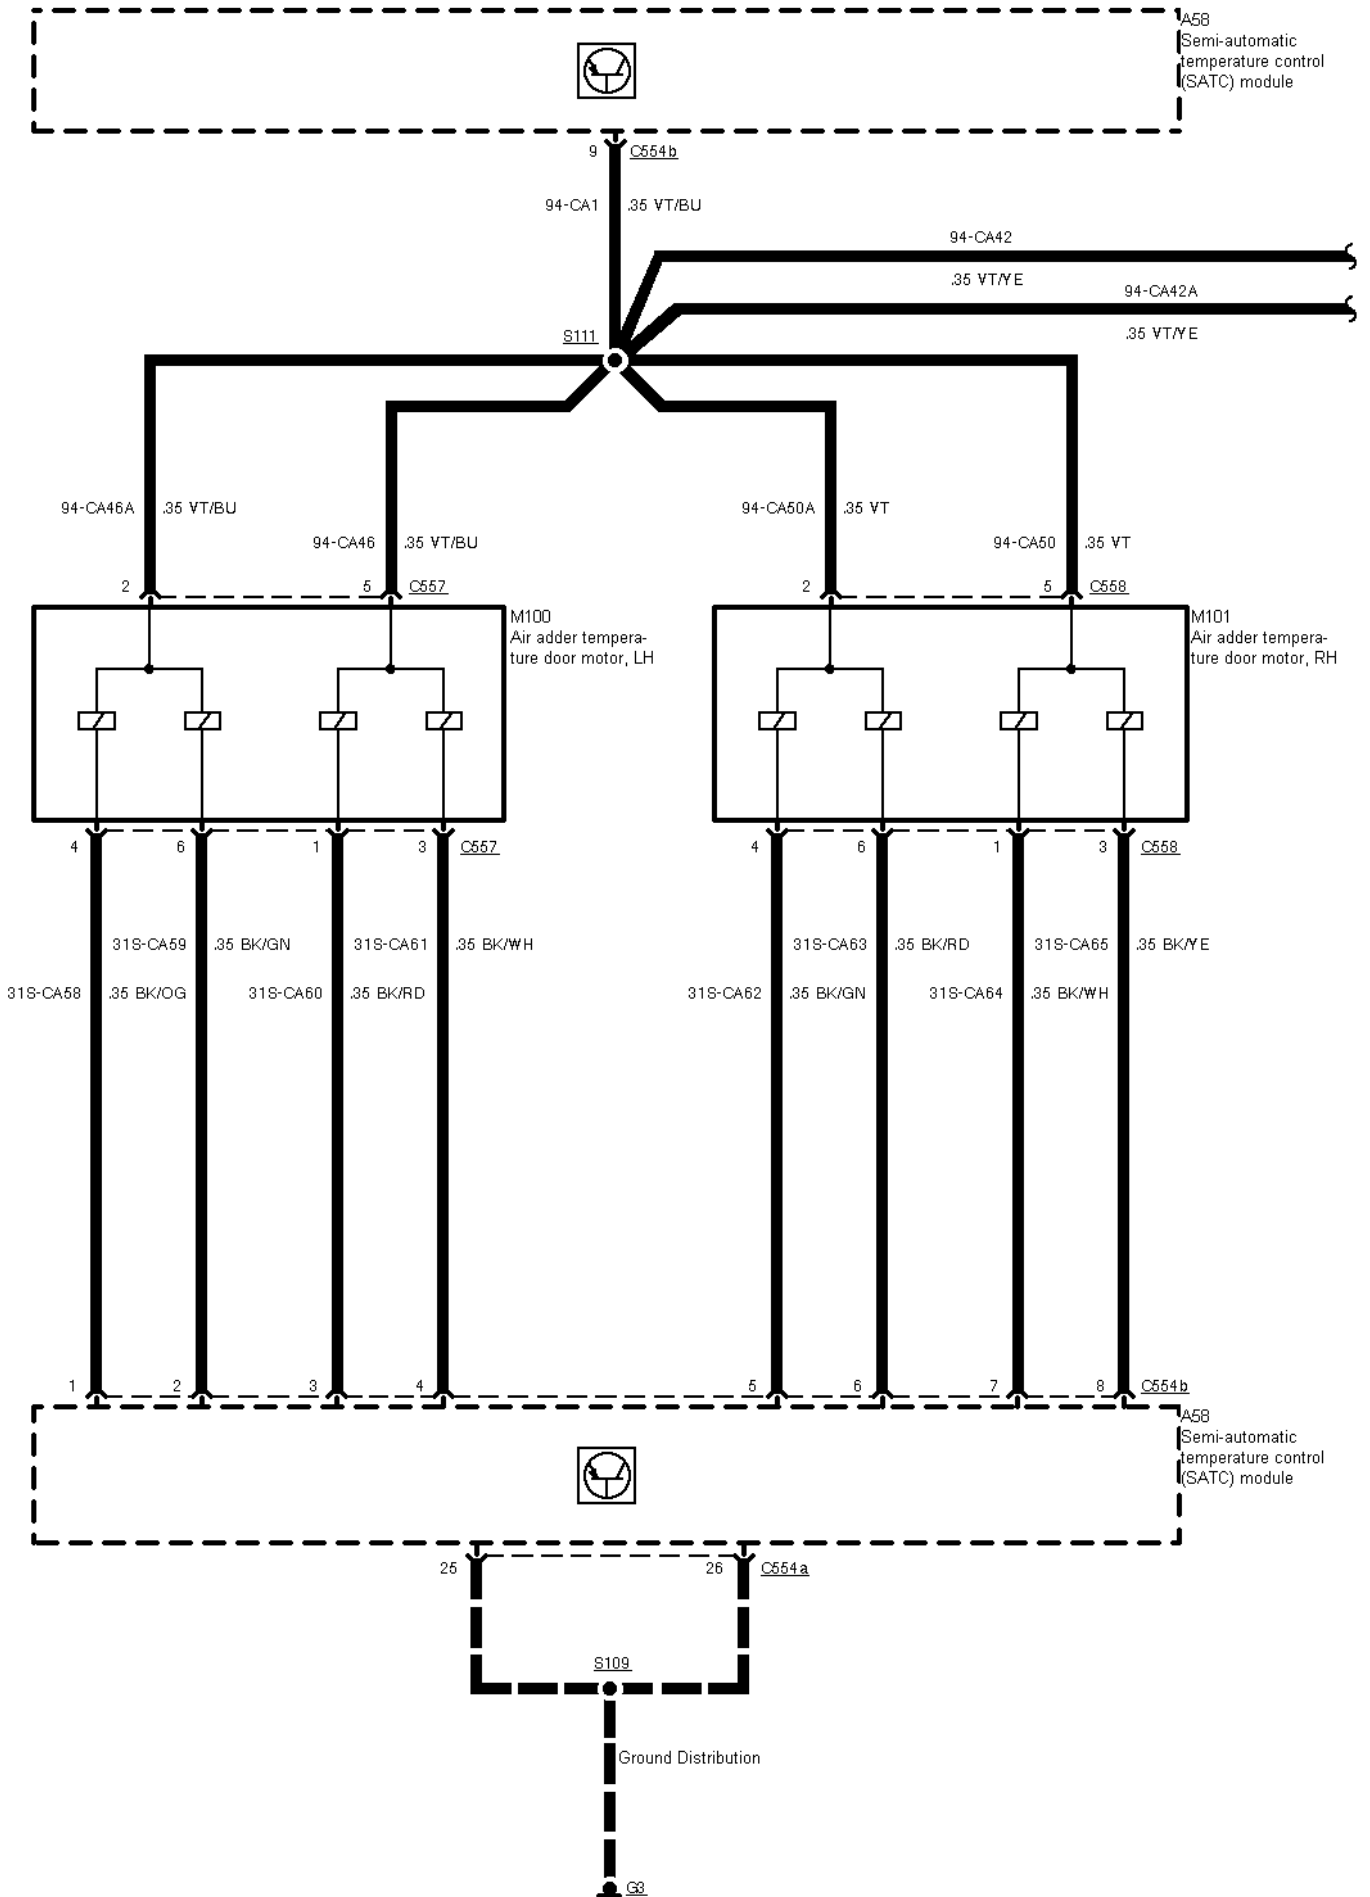 A58
Semi-automatic
temperature control
(SATC) module
9 C554b
94-CA1 .35 VT/BU
94-CA42
.35 VT/YE
94-CA42A
.35 VT/YE
S111
94-CA46A .35 VT/BU
94-CA50A .35 VT
94-CA46 .35 VT/BU
94-CA50 .35 VT
2 5 C557
2 5 C558
M100
Air adder tempera-
ture door motor, LH
M101
Air adder tempera-
ture door motor, RH
4 6 1 3 C557
4 6 1 3 C558
31S-CA59 .35 BK/GN 31S-CA61 .35 BK/WH
31S-CA63 .35 BK/RD 31S-CA65 .35 BK/YE
31S-CA58 .35 BK/OG 31S-CA60 .35 BK/RD
31S-CA62 .35 BK/GN 31S-CA64 .35 BK/WH
1 2 3 4 5 6 7 8 C554b
A58
Semi-automatic
temperature control
(SATC) module
25 26 C554a
S109
Ground Distribution
G3